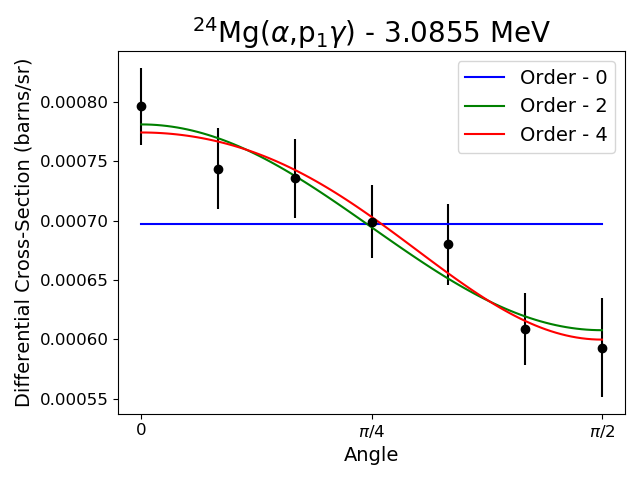 ²⁴Mg(α,p₁γ) - 3.0855 MeV
Order - 0
Order - 2
Order - 4
Differential Cross-Section (barns/sr)
0.00080
0.00075
0.00070
0.00065
0.00060
0.00055
0
π/4
π/2
Angle